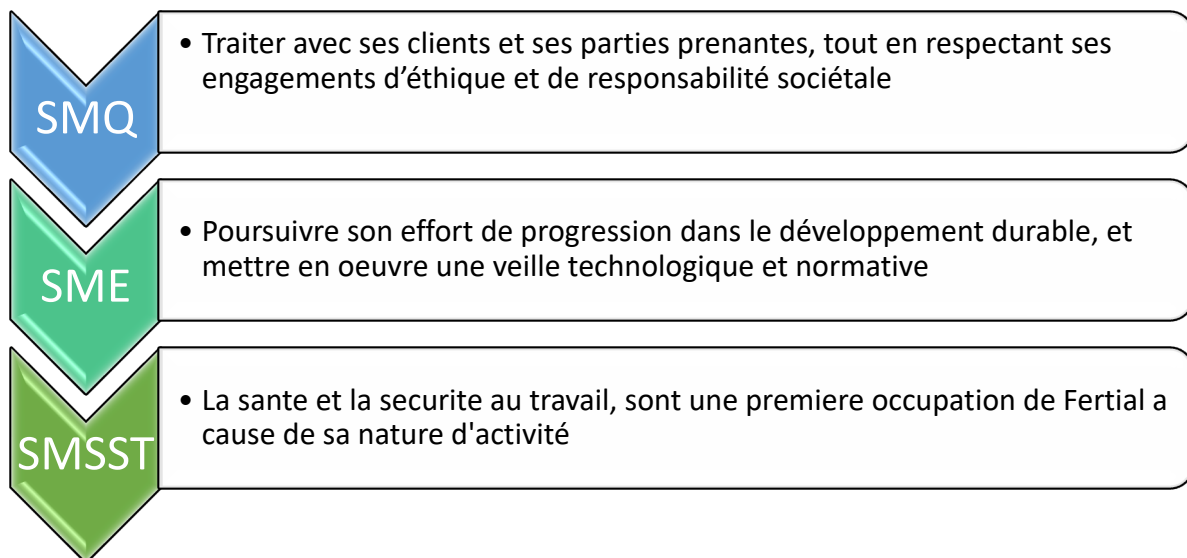 SMQ
• Traiter avec ses clients et ses parties prenantes, tout en respectant ses
engagements d’éthique et de responsabilité sociétale
SME
• Poursuivre son effort de progression dans le développement durable, et
mettre en oeuvre une veille technologique et normative
SMSST
• La sante et la securite au travail, sont une premiere occupation de Fertial a
cause de sa nature d'activité